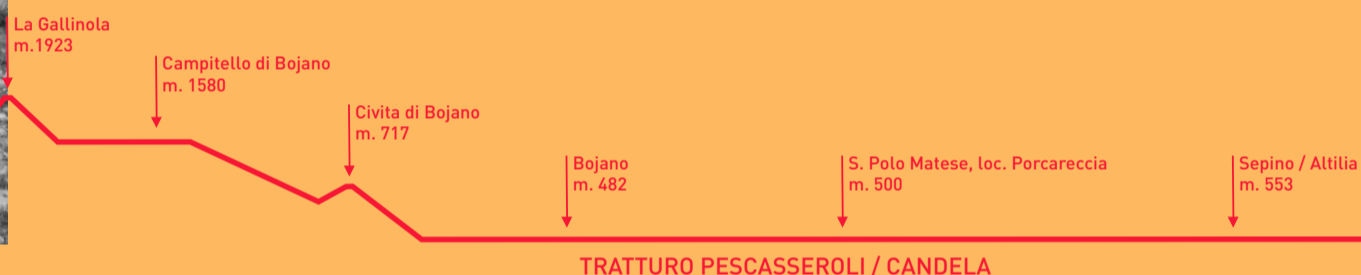 La Gallinola
m.1923
Campitello di Bojano
m. 1580
Civita di Bojano
m. 717
Bojano
m. 482
S. Polo Matese, loc. Porcareccia
m. 500
Sepino / Altilia
m. 553
TRATTURO PESCASSEROLI / CANDELA